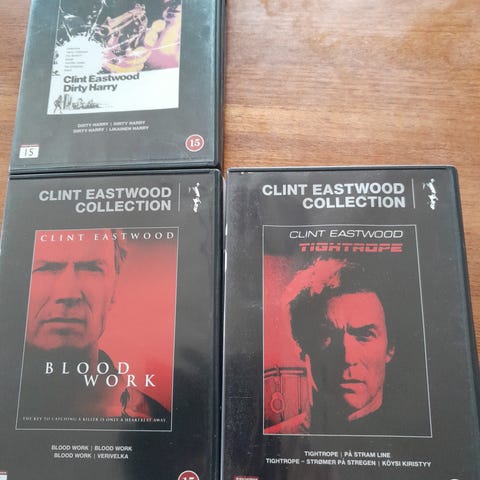 Clint Eastwood
Dirty Harry
DIRTY HARRY | DIRTY HARRY
DIRTY HARRY | LIKAINEN HARRY
15
15
CLINT EASTWOOD
COLLECTION
CLINT EASTWOOD
BLOOD
WORK
THE KEY TO CATCHING A KILLER IS ONLY A HEARTBEAT AWAY.
BLOOD WORK | BLOOD WORK
BLOOD WORK | VERIVELKA
15
CLINT EASTWOOD
COLLECTION
CLINT EASTWOOD
TIGHTROPE
TIGHTROPE | PÅ STRAM LINE
TIGHTROPE – STRØMER PÅ STREGEN | KÖYSI KIRISTYY